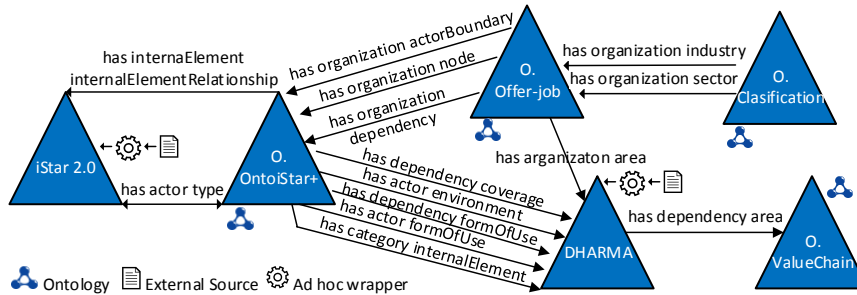 has internaElement
internalElementRelationship
has organization actorBoundary
has organization node
has organization
dependency
has organization industry
has organization sector
O.
Offer-job
O.
Clasification
iStar 2.0
O.
OntoiStar+
has actor type
has arganizaton area
has dependency coverage
has actor environment
has dependency formOfUse
has actor formOfUse
has category internalElement
DHARMA
has dependency area
O.
ValueChain
Ontology
External Source
Ad hoc wrapper